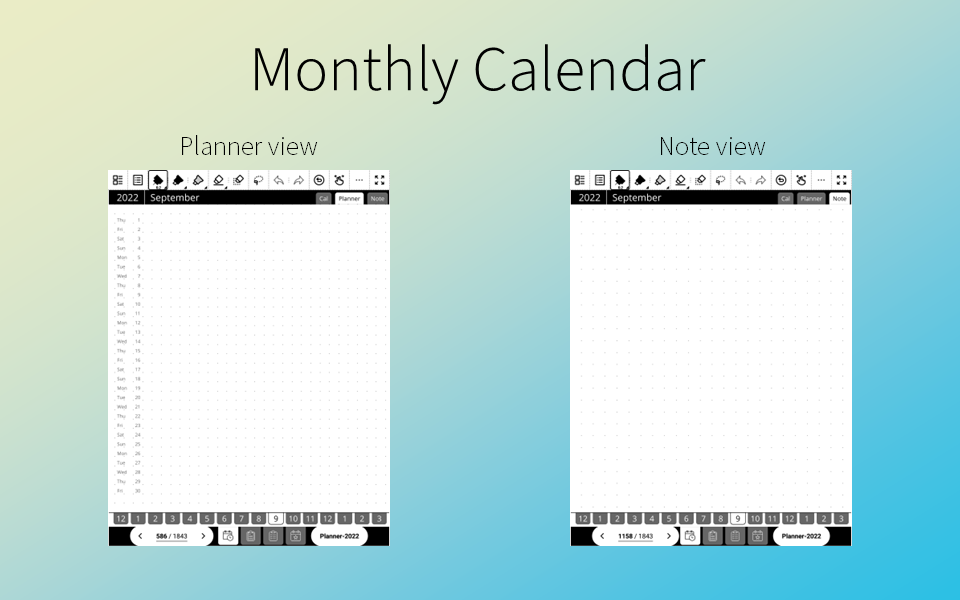 Monthly Calendar
Planner view
2022 September Cal Planner Note
Thu 1
Fri 2
Sat 3
Sun 4
Mon 5
Tue 6
Wed 7
Thu 8
Fri 9
Sat 10
Sun 11
Mon 12
Tue 13
Wed 14
Thu 15
Fri 16
Sat 17
Sun 18
Mon 19
Tue 20
Wed 21
Thu 22
Fri 23
Sat 24
Sun 25
Mon 26
Tue 27
Wed 28
Thu 29
Fri 30
12 1 2 3 4 5 6 7 8 9 10 11 12 1 2 3
586 / 1843 Planner-2022
Note view
2022 September Cal Planner Note
12 1 2 3 4 5 6 7 8 9 10 11 12 1 2 3
1158 / 1843 Planner-2022